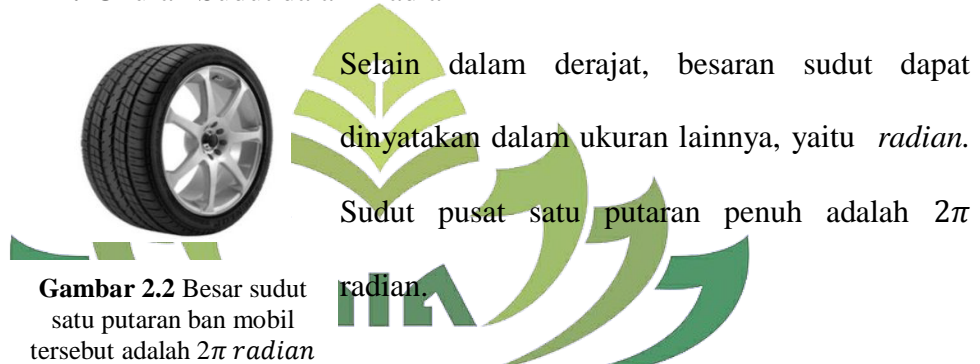 Selain dalam derajat, besaran sudut dapat
dinyatakan dalam ukuran lainnya, yaitu radian.
Sudut pusat satu putaran penuh adalah 2π
radian.
Gambar 2.2 Besar sudut
satu putaran ban mobil
tersebut adalah 2π radian